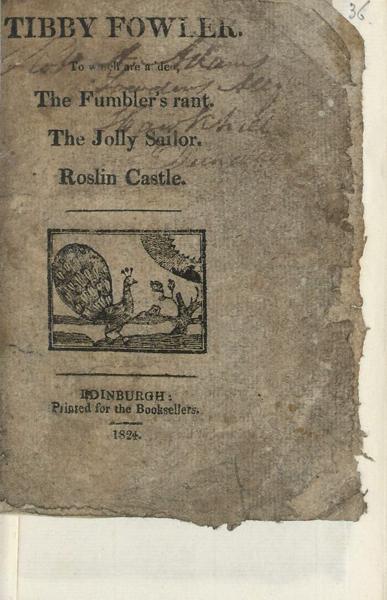 36
TIBBY FOWLER.
To which are added,
The Fumbler's rant.
The Jolly Sailor.
Roslin Castle.
EDINBURGH:
Printed for the Booksellers.
1824.